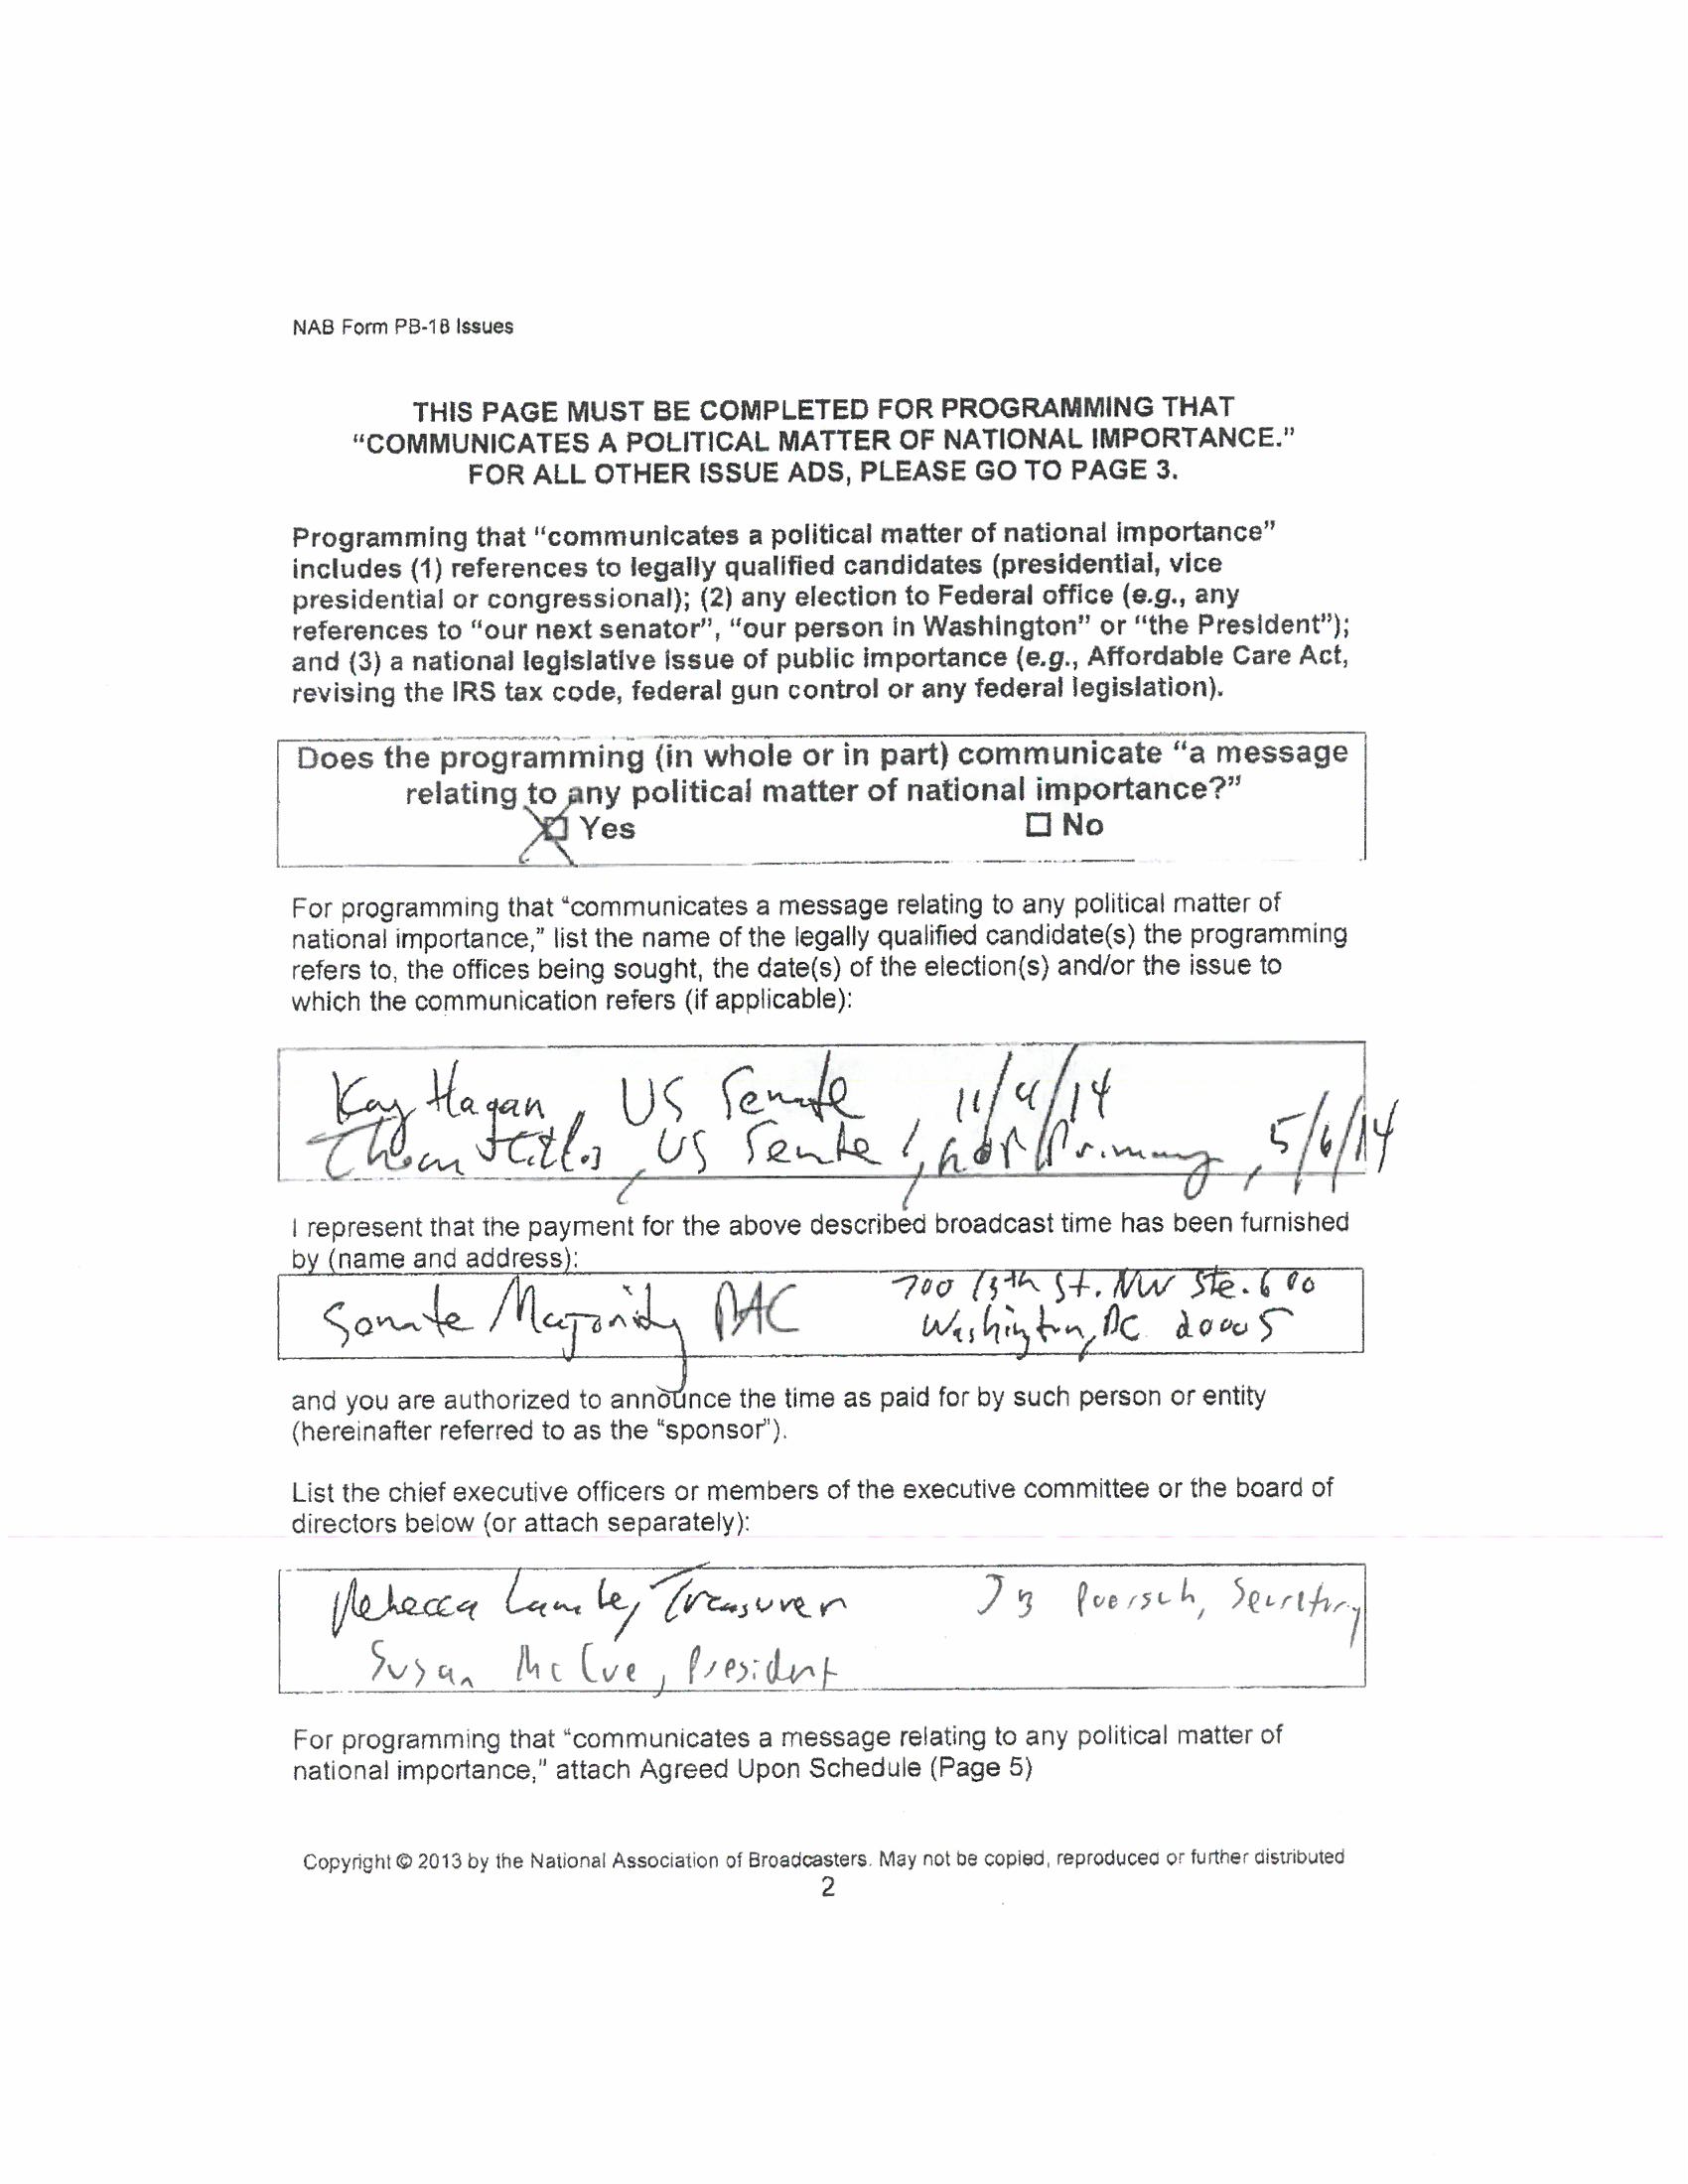 NAB Form PB-18 Issues
THIS PAGE MUST BE COMPLETED FOR PROGRAMMING THAT
“COMMUNICATES A POLITICAL MATTER OF NATIONAL IMPORTANCE.”
FOR ALL OTHER ISSUE ADS, PLEASE GO TO PAGE 3.
Programming that “communicates a political matter of national importance”
includes (1) references to legally qualified candidates (presidential, vice
presidential or congressional); (2) any election to Federal office (e.g., any
references to “our next senator”, “our person in Washington” or “the President”);
and (3) a national legislative issue of public importance (e.g., Affordable Care Act,
revising the IRS tax code, federal gun control or any federal legislation).
Does the programming (in whole or in part) communicate “a message
relating to any political matter of national importance?”
☒ Yes ☐ No
For programming that “communicates a message relating to any political matter of
national importance,” list the name of the legally qualified candidate(s) the programming
refers to, the offices being sought, the date(s) of the election(s) and/or the issue to
which the communication refers (if applicable):
Kay Hagan, US Senate, 11/4/14
Thom Tillis, US Senate, GOP Primary, 5/6/14
I represent that the payment for the above described broadcast time has been furnished
by (name and address):
Senate Majority PAC 700 13th St. NW Ste. 600
Washington, DC 20005
and you are authorized to announce the time as paid for by such person or entity
(hereinafter referred to as the “sponsor”).
List the chief executive officers or members of the executive committee or the board of
directors below (or attach separately):
Rebecca Lambe, Treasurer JB Poersch, Secretary
Susan McCue, President
For programming that “communicates a message relating to any political matter of
national importance,” attach Agreed Upon Schedule (Page 5)
Copyright © 2013 by the National Association of Broadcasters. May not be copied, reproduced or further distributed
2